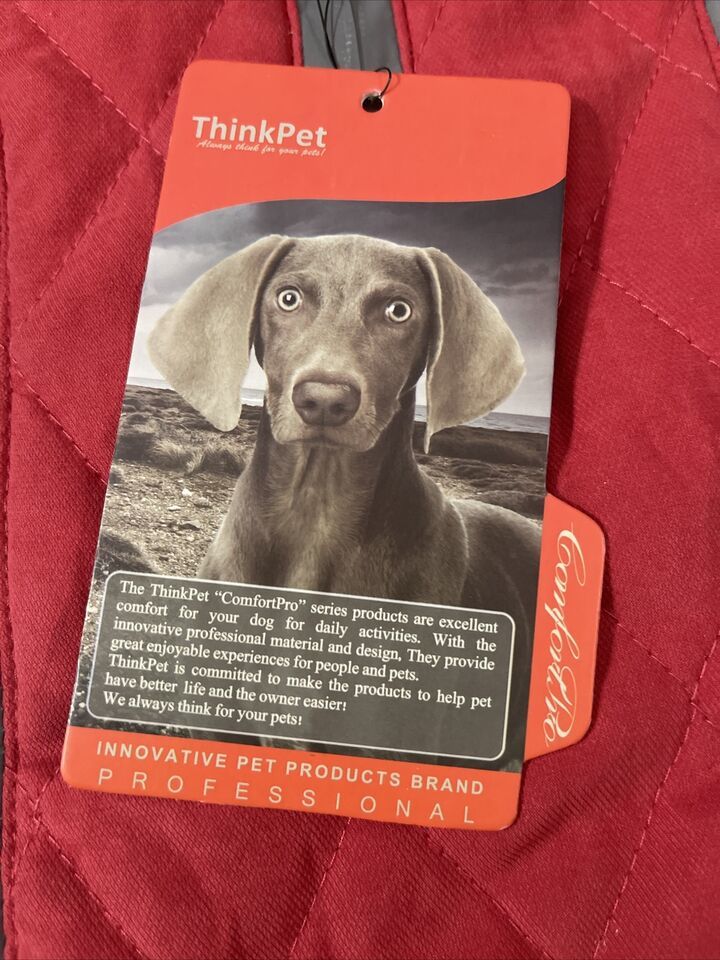 ThinkPet
Always think for your pets!
The ThinkPet “ComfortPro” series products are excellent
comfort for your dog for daily activities. With the
innovative professional material and design, They provide
great enjoyable experiences for people and pets.
ThinkPet is committed to make the products to help pet
have better life and the owner easier!
We always think for your pets!
ComfortPro
INNOVATIVE PET PRODUCTS BRAND
PROFESSIONAL